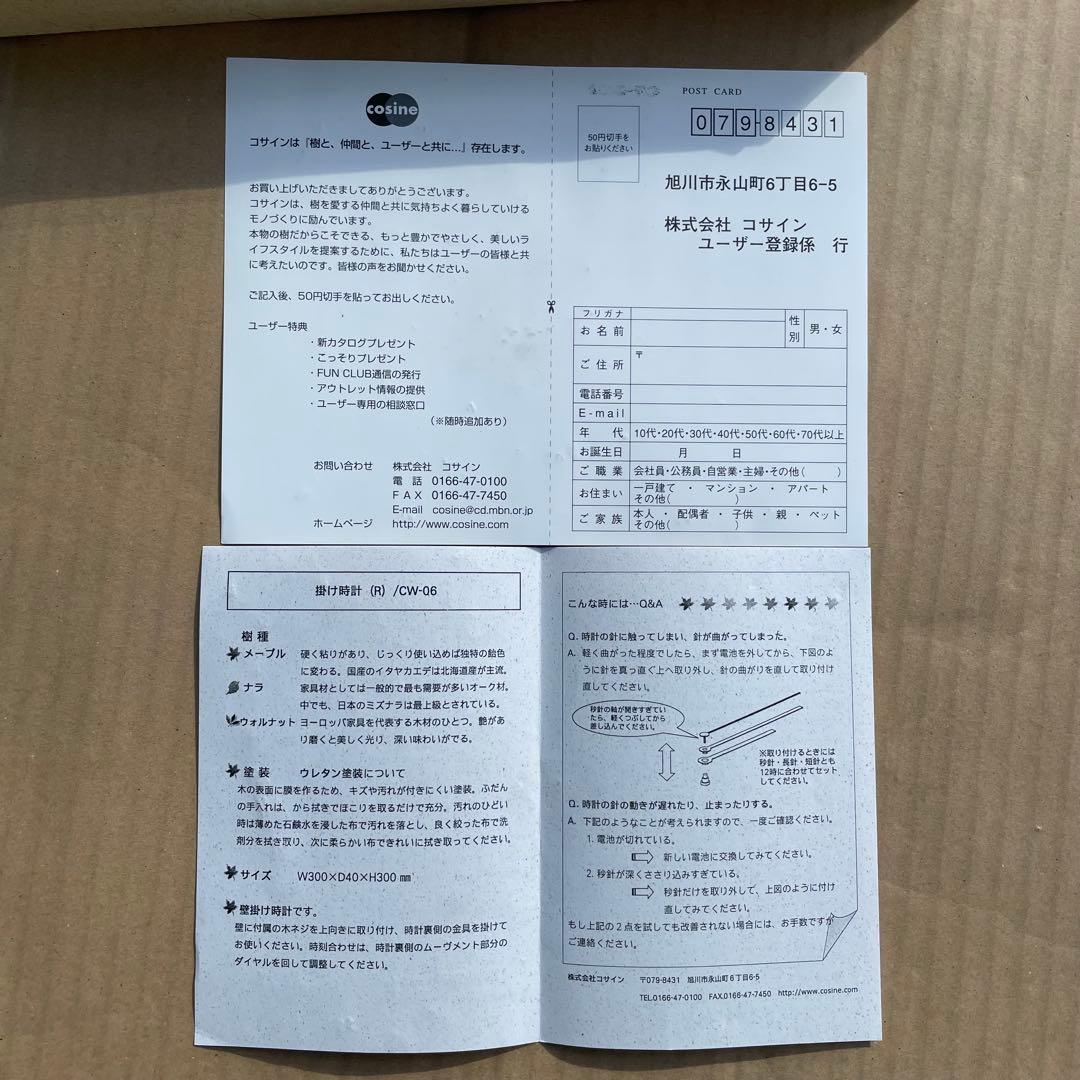 cosine
コサインは『樹と、仲間と、ユーザーと共に…』存在します。
お買い上げいただきましてありがとうございます。
コサインは、樹を愛する仲間と共に気持ちよく暮らしていける
モノづくりに励んでいます。
本物の樹だからこそできる、もっと豊かでやさしく、美しいラ
イフスタイルを提案するために、私たちはユーザーの皆様と共
に考えたいのです。皆様の声をお聞かせください。
ご記入後、50円切手を貼ってお出しください。
ユーザー特典
・新カタログプレゼント
・こっそりプレゼント
・FUN CLUB通信の発行
・アウトレット情報の提供
・ユーザー専用の相談窓口
（※随時追加あり）
お問い合わせ 株式会社 コサイン
電 話 0166-47-0100
FAX 0166-47-7450
E-mail cosine@cd.mbn.or.jp
ホームページ http://www.cosine.com
POST CARD
50円切手を
お貼りください
079-8431
旭川市永山町6丁目6-5
株式会社 コサイン
ユーザー登録係 行
フリガナ
お名前
性別 男・女
ご住所 〒
電話番号
E-mail
年 代 10代・20代・30代・40代・50代・60代・70代以上
お誕生日 月 日
ご職業 会社員・公務員・自営業・主婦・その他( )
お住まい 一戸建て ・ マンション ・ アパート
その他( )
ご家族 本人 ・ 配偶者 ・ 子供 ・ 親 ・ ペット
その他( )
掛け時計（R）/CW-06
樹種
メープル 硬く粘りがあり、じっくり使い込めば独特の飴色
に変わる。国産のイタヤカエデは北海道産が主流。
ナラ 家具材としては一般的で最も需要が多いオーク材。
中でも、日本のミズナラは最上級とされている。
ウォルナット ヨーロッパ家具を代表する木材のひとつ。艶があ
り磨くと美しく光り、深い味わいがでる。
塗装 ウレタン塗装について
木の表面に膜を作るため、キズや汚れが付きにくい塗装。ふだん
の手入れは、から拭きでほこりを取るだけで充分。汚れのひどい
時は薄めた石鹸水を浸した布で汚れを落とし、良く絞った布で洗
剤分を拭き取り、次に柔らかい布できれいに拭き取ってください。
サイズ W300×D40×H300 ㎜
壁掛け時計です。
壁に付属の木ネジを上向きに取り付け、時計裏側の金具を掛けて
お使いください。時刻合わせは、時計裏側のムーヴメント部分の
ダイヤルを回して調整してください。
こんな時には…Q&A
Q. 時計の針に触ってしまい、針が曲がってしまった。
A. 軽く曲がった程度でしたら、まず電池を外してから、下図のよ
うに針を真っ直ぐ上へ取り外し、針の曲がりを直して取り付け
直してください。
秒針の軸が開きすぎてい
たら、軽くつぶしてから
差し込んでください。
※取り付けるときには
秒針・長針・短針とも
12時に合わせてセット
してください。
Q. 時計の針の動きが遅れたり、止まったりする。
A. 下記のようなことが考えられますので、一度ご確認ください。
1. 電池が切れている。
新しい電池に交換してみてください。
2. 秒針が深くささり込みすぎている。
秒針だけを取り外して、上図のように付け
直してみてください。
もし上記の２点を試しても改善されない場合には、お手数ですが
ご連絡ください。
株式会社コサイン 〒079-8431 旭川市永山町６丁目6-5
TEL.0166-47-0100 FAX.0166-47-7450 http://www.cosine.com